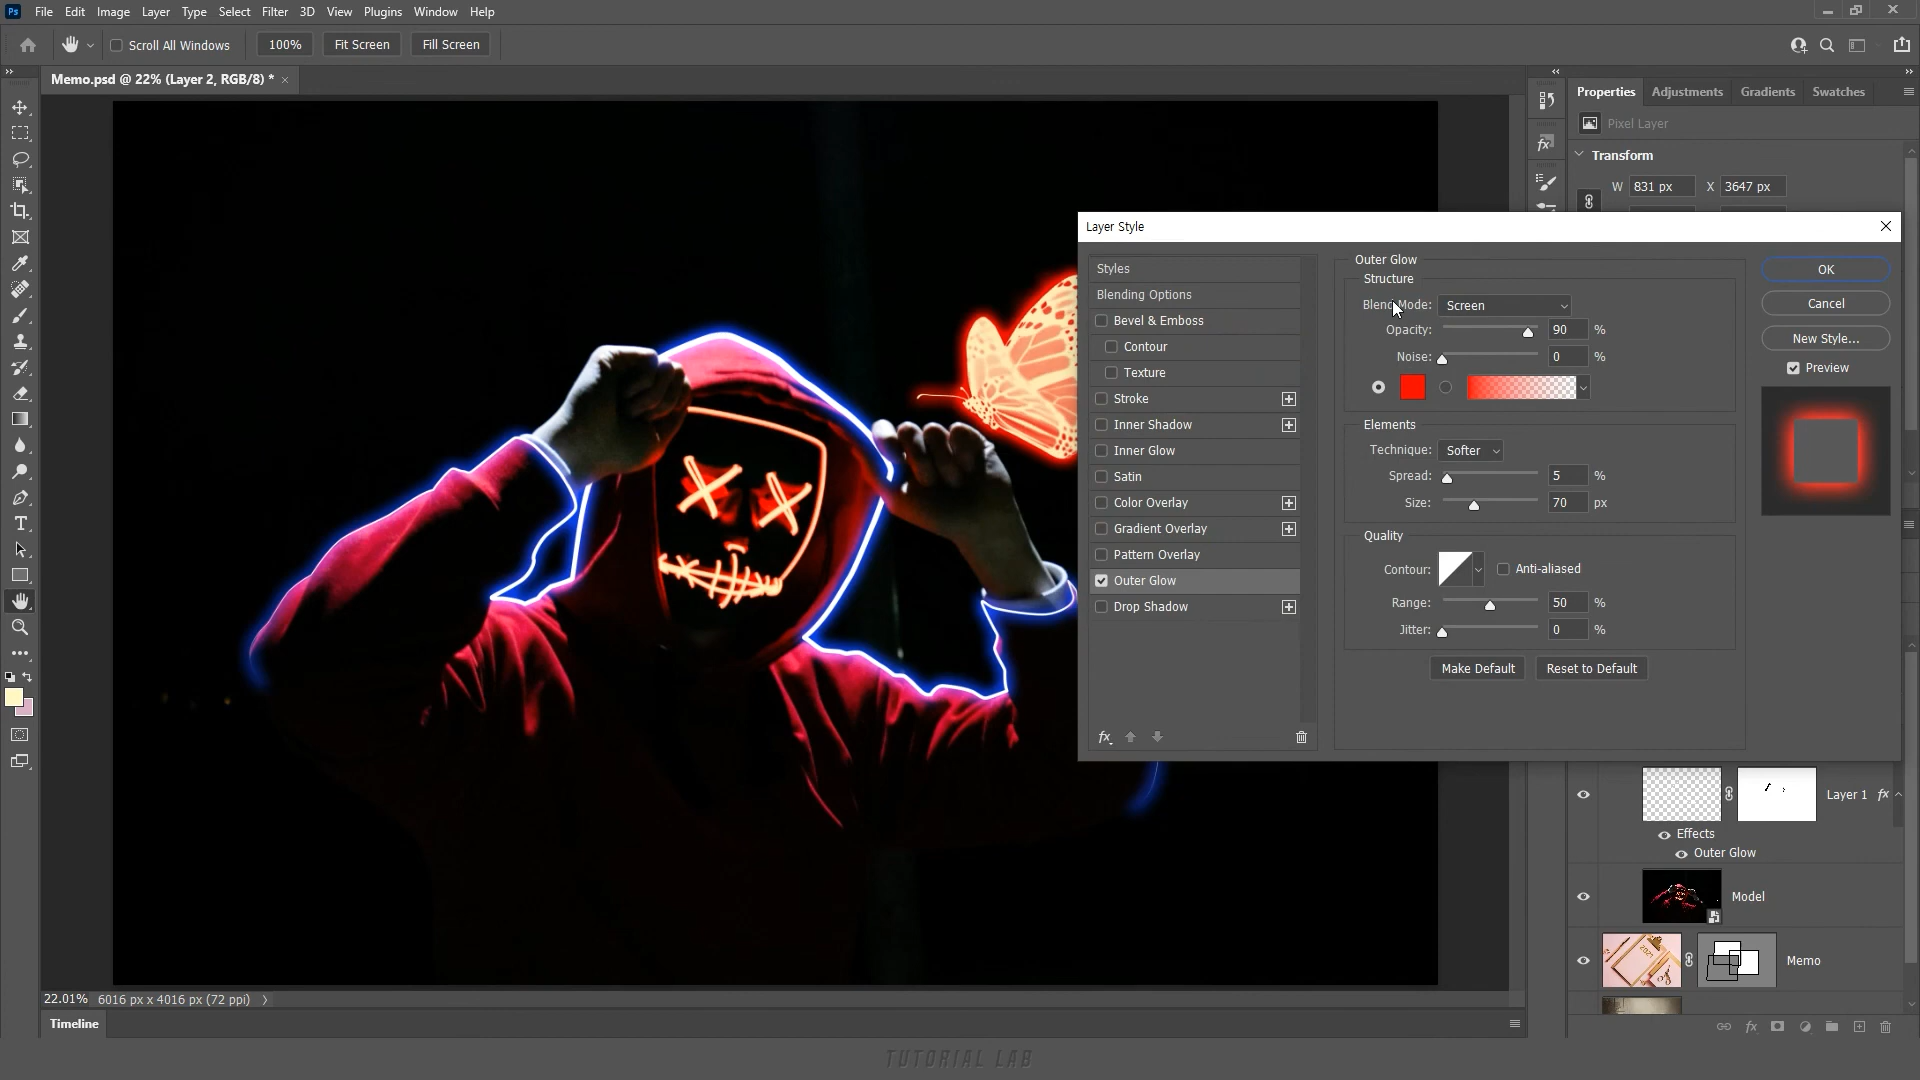 Ps File Edit Image Layer Type Select Filter 3D View Plugins Window Help
Scroll All Windows 100% Fit Screen Fill Screen
Memo.psd @ 22% (Layer 2, RGB/8) * ×
Properties Adjustments Gradients Swatches
Pixel Layer
Transform
W 831 px X 3647 px
Layer Style
Styles
Blending Options
Bevel & Emboss
Contour
Texture
Stroke
Inner Shadow
Inner Glow
Satin
Color Overlay
Gradient Overlay
Pattern Overlay
Outer Glow
Drop Shadow
fx
Outer Glow
Structure
Blend Mode: Screen
Opacity: 90 %
Noise: 0 %
Elements
Technique: Softer
Spread: 5 %
Size: 70 px
Quality
Contour: Anti-aliased
Range: 50 %
Jitter: 0 %
Make Default Reset to Default
OK
Cancel
New Style...
Preview
Layer 1 fx
Effects
Outer Glow
Model
2021
Memo
fx
22.01% 6016 px x 4016 px (72 ppi)
Timeline
TUTORIAL LAB